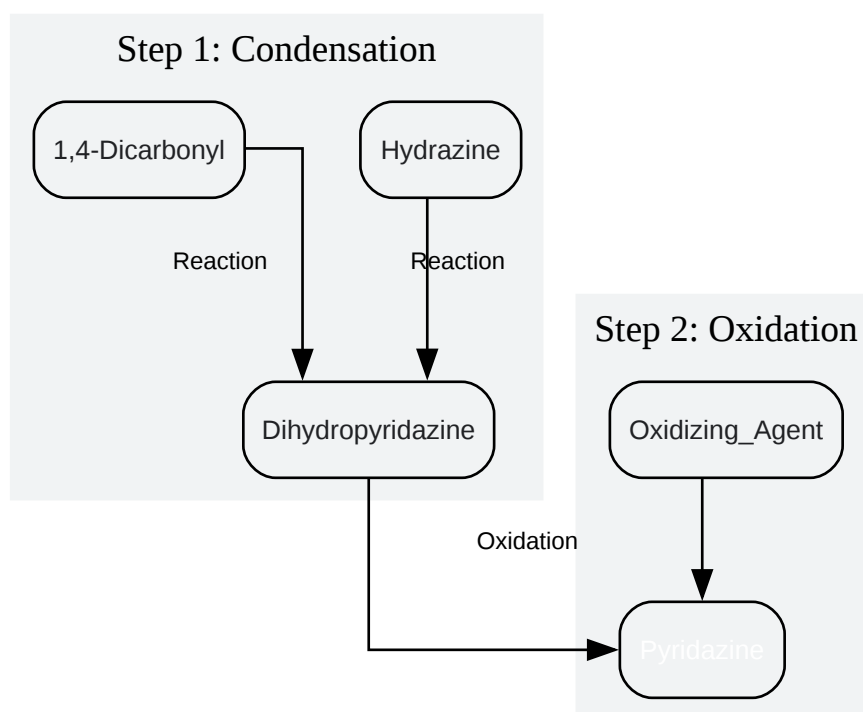 Step 1: Condensation
1,4-Dicarbonyl
Hydrazine
Reaction
Reaction
Step 2: Oxidation
Dihydropyridazine
Oxidizing_Agent
Oxidation
Pyridazine